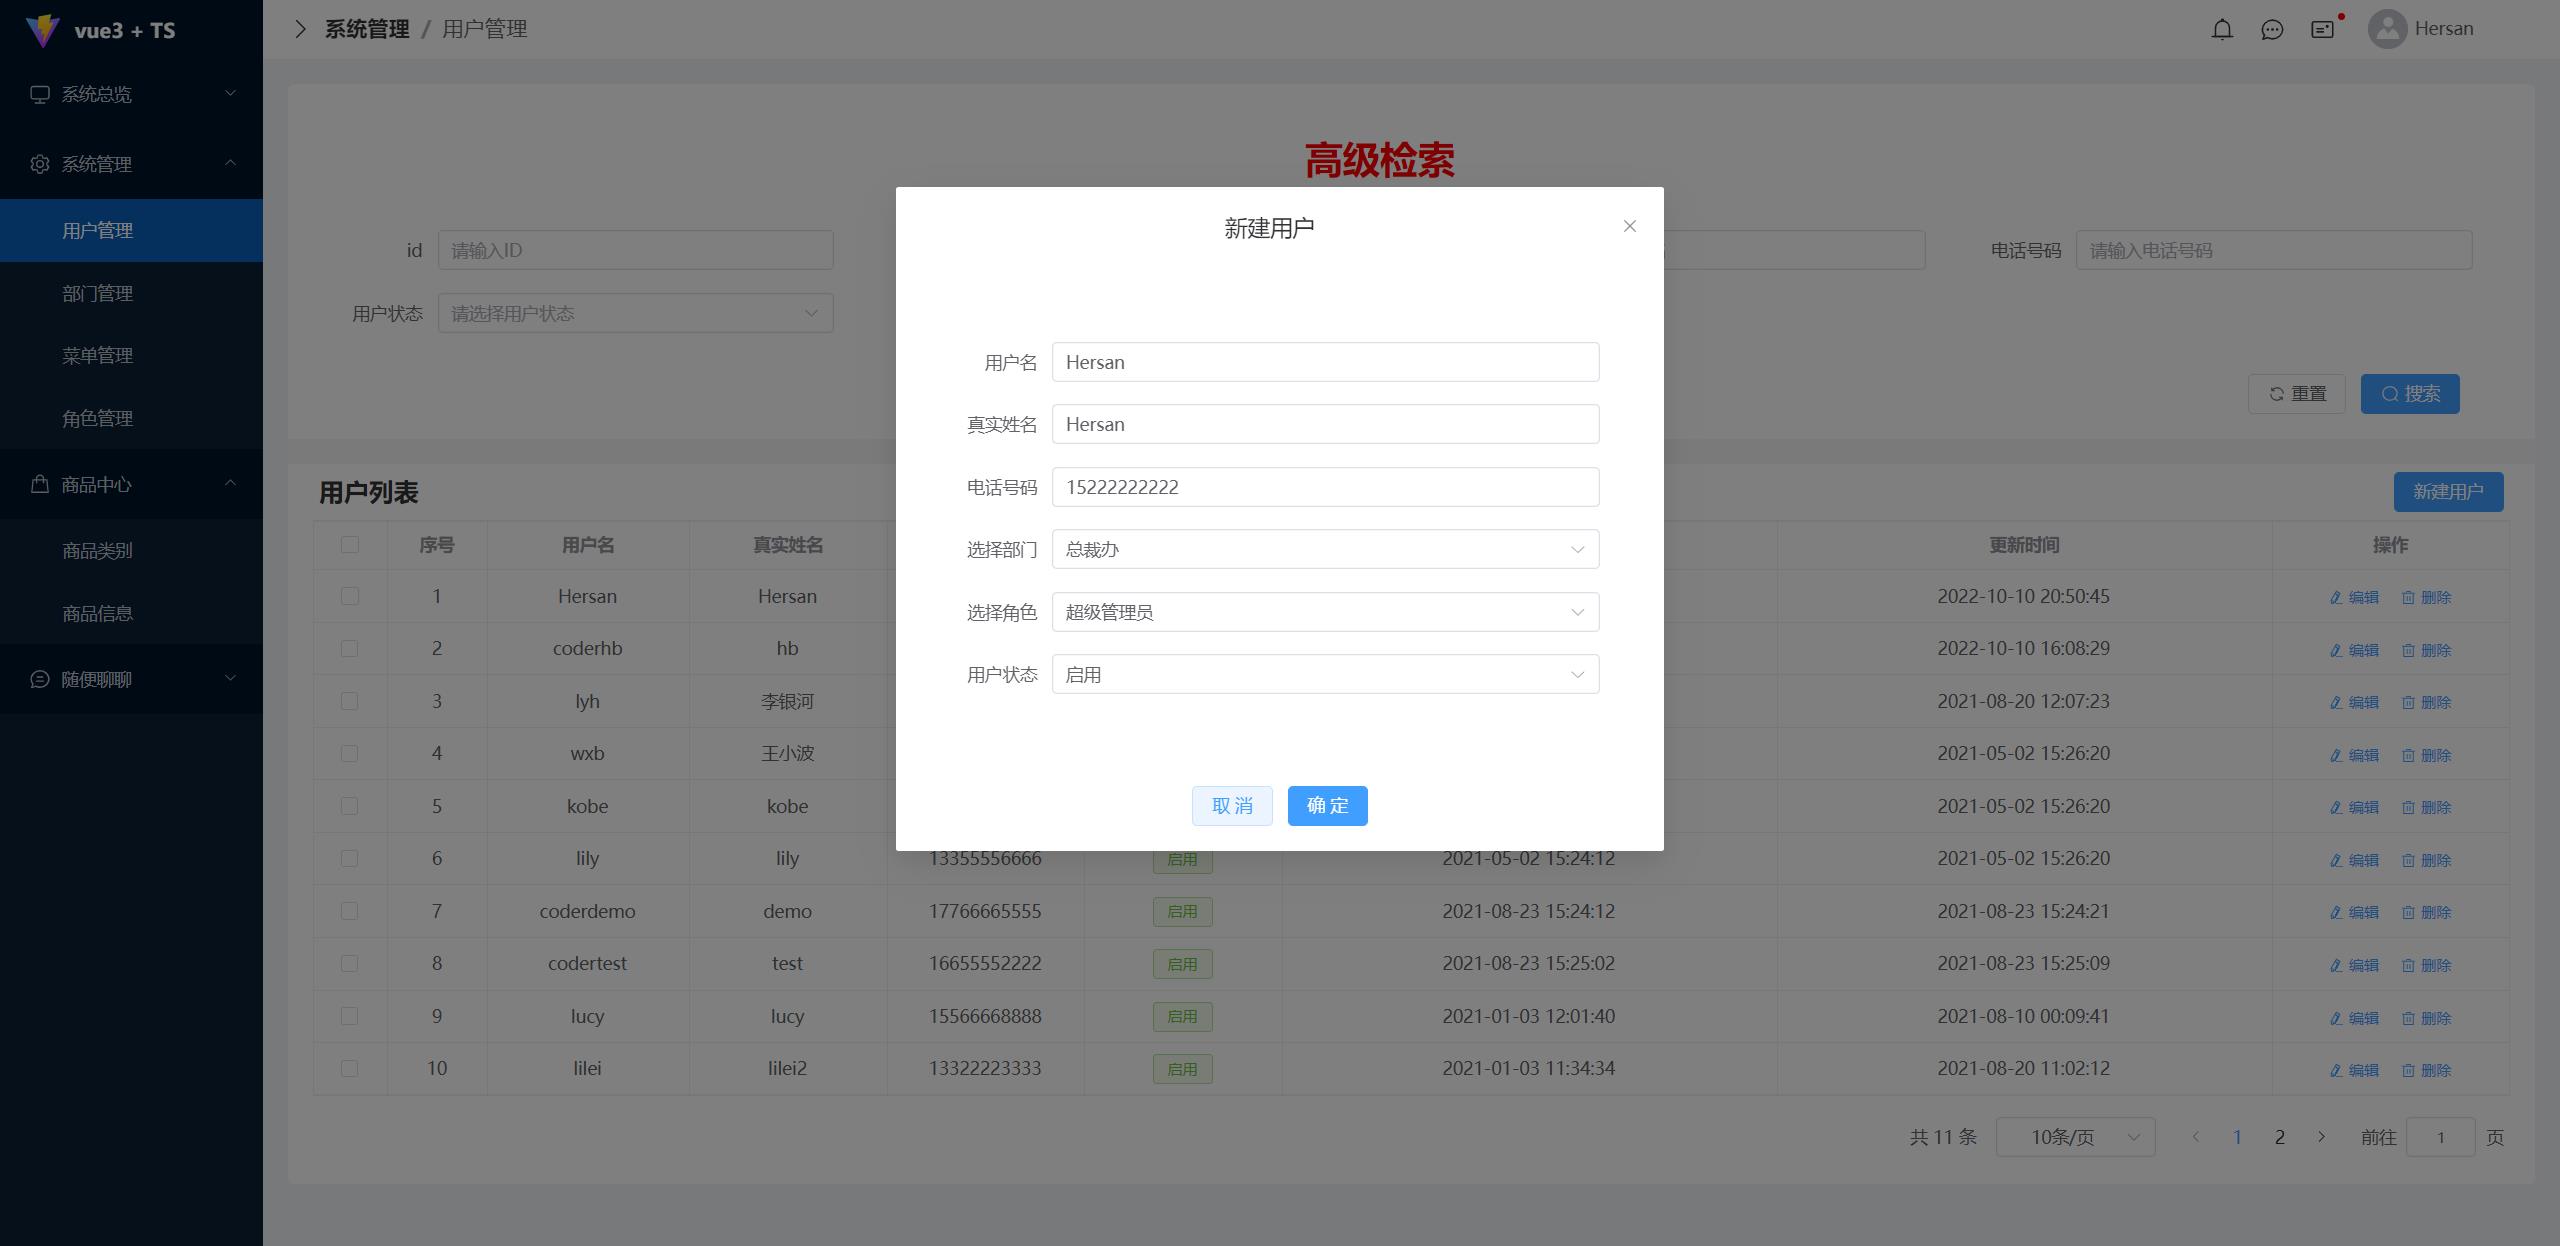 vue3 + TS
系统总览
系统管理
用户管理
部门管理
菜单管理
角色管理
商品中心
商品类别
商品信息
随便聊聊
系统管理 / 用户管理
Hersan
高级检索
id 请输入ID
电话号码 请输入电话号码
用户状态 请选择用户状态
重置 搜索
新建用户
用户名 Hersan
真实姓名 Hersan
电话号码 15222222222
选择部门 总裁办
选择角色 超级管理员
用户状态 启用
取 消 确 定
用户列表 新建用户
序号 用户名 真实姓名 更新时间 操作
1 Hersan Hersan 2022-10-10 20:50:45 编辑 删除
2 coderhb hb 2022-10-10 16:08:29 编辑 删除
3 lyh 李银河 2021-08-20 12:07:23 编辑 删除
4 wxb 王小波 2021-05-02 15:26:20 编辑 删除
5 kobe kobe 2021-05-02 15:26:20 编辑 删除
6 lily lily 13355556666 启用 2021-05-02 15:24:12 2021-05-02 15:26:20 编辑 删除
7 coderdemo demo 17766665555 启用 2021-08-23 15:24:12 2021-08-23 15:24:21 编辑 删除
8 codertest test 16655552222 启用 2021-08-23 15:25:02 2021-08-23 15:25:09 编辑 删除
9 lucy lucy 15566668888 启用 2021-01-03 12:01:40 2021-08-10 00:09:41 编辑 删除
10 lilei lilei2 13322223333 启用 2021-01-03 11:34:34 2021-08-20 11:02:12 编辑 删除
共 11 条 10条/页 1 2 前往 1 页